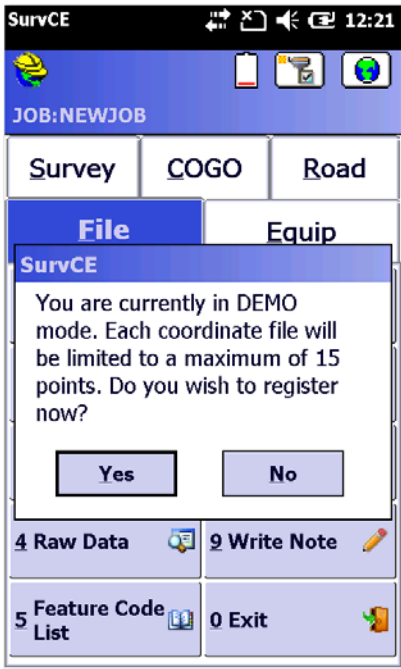 SurvCE 12:21
JOB:NEWJOB
Survey COGO Road
File Equip
SurvCE
You are currently in DEMO
mode. Each coordinate file will
be limited to a maximum of 15
points. Do you wish to register
now?
Yes No
4 Raw Data 9 Write Note
5 Feature Code
List 0 Exit